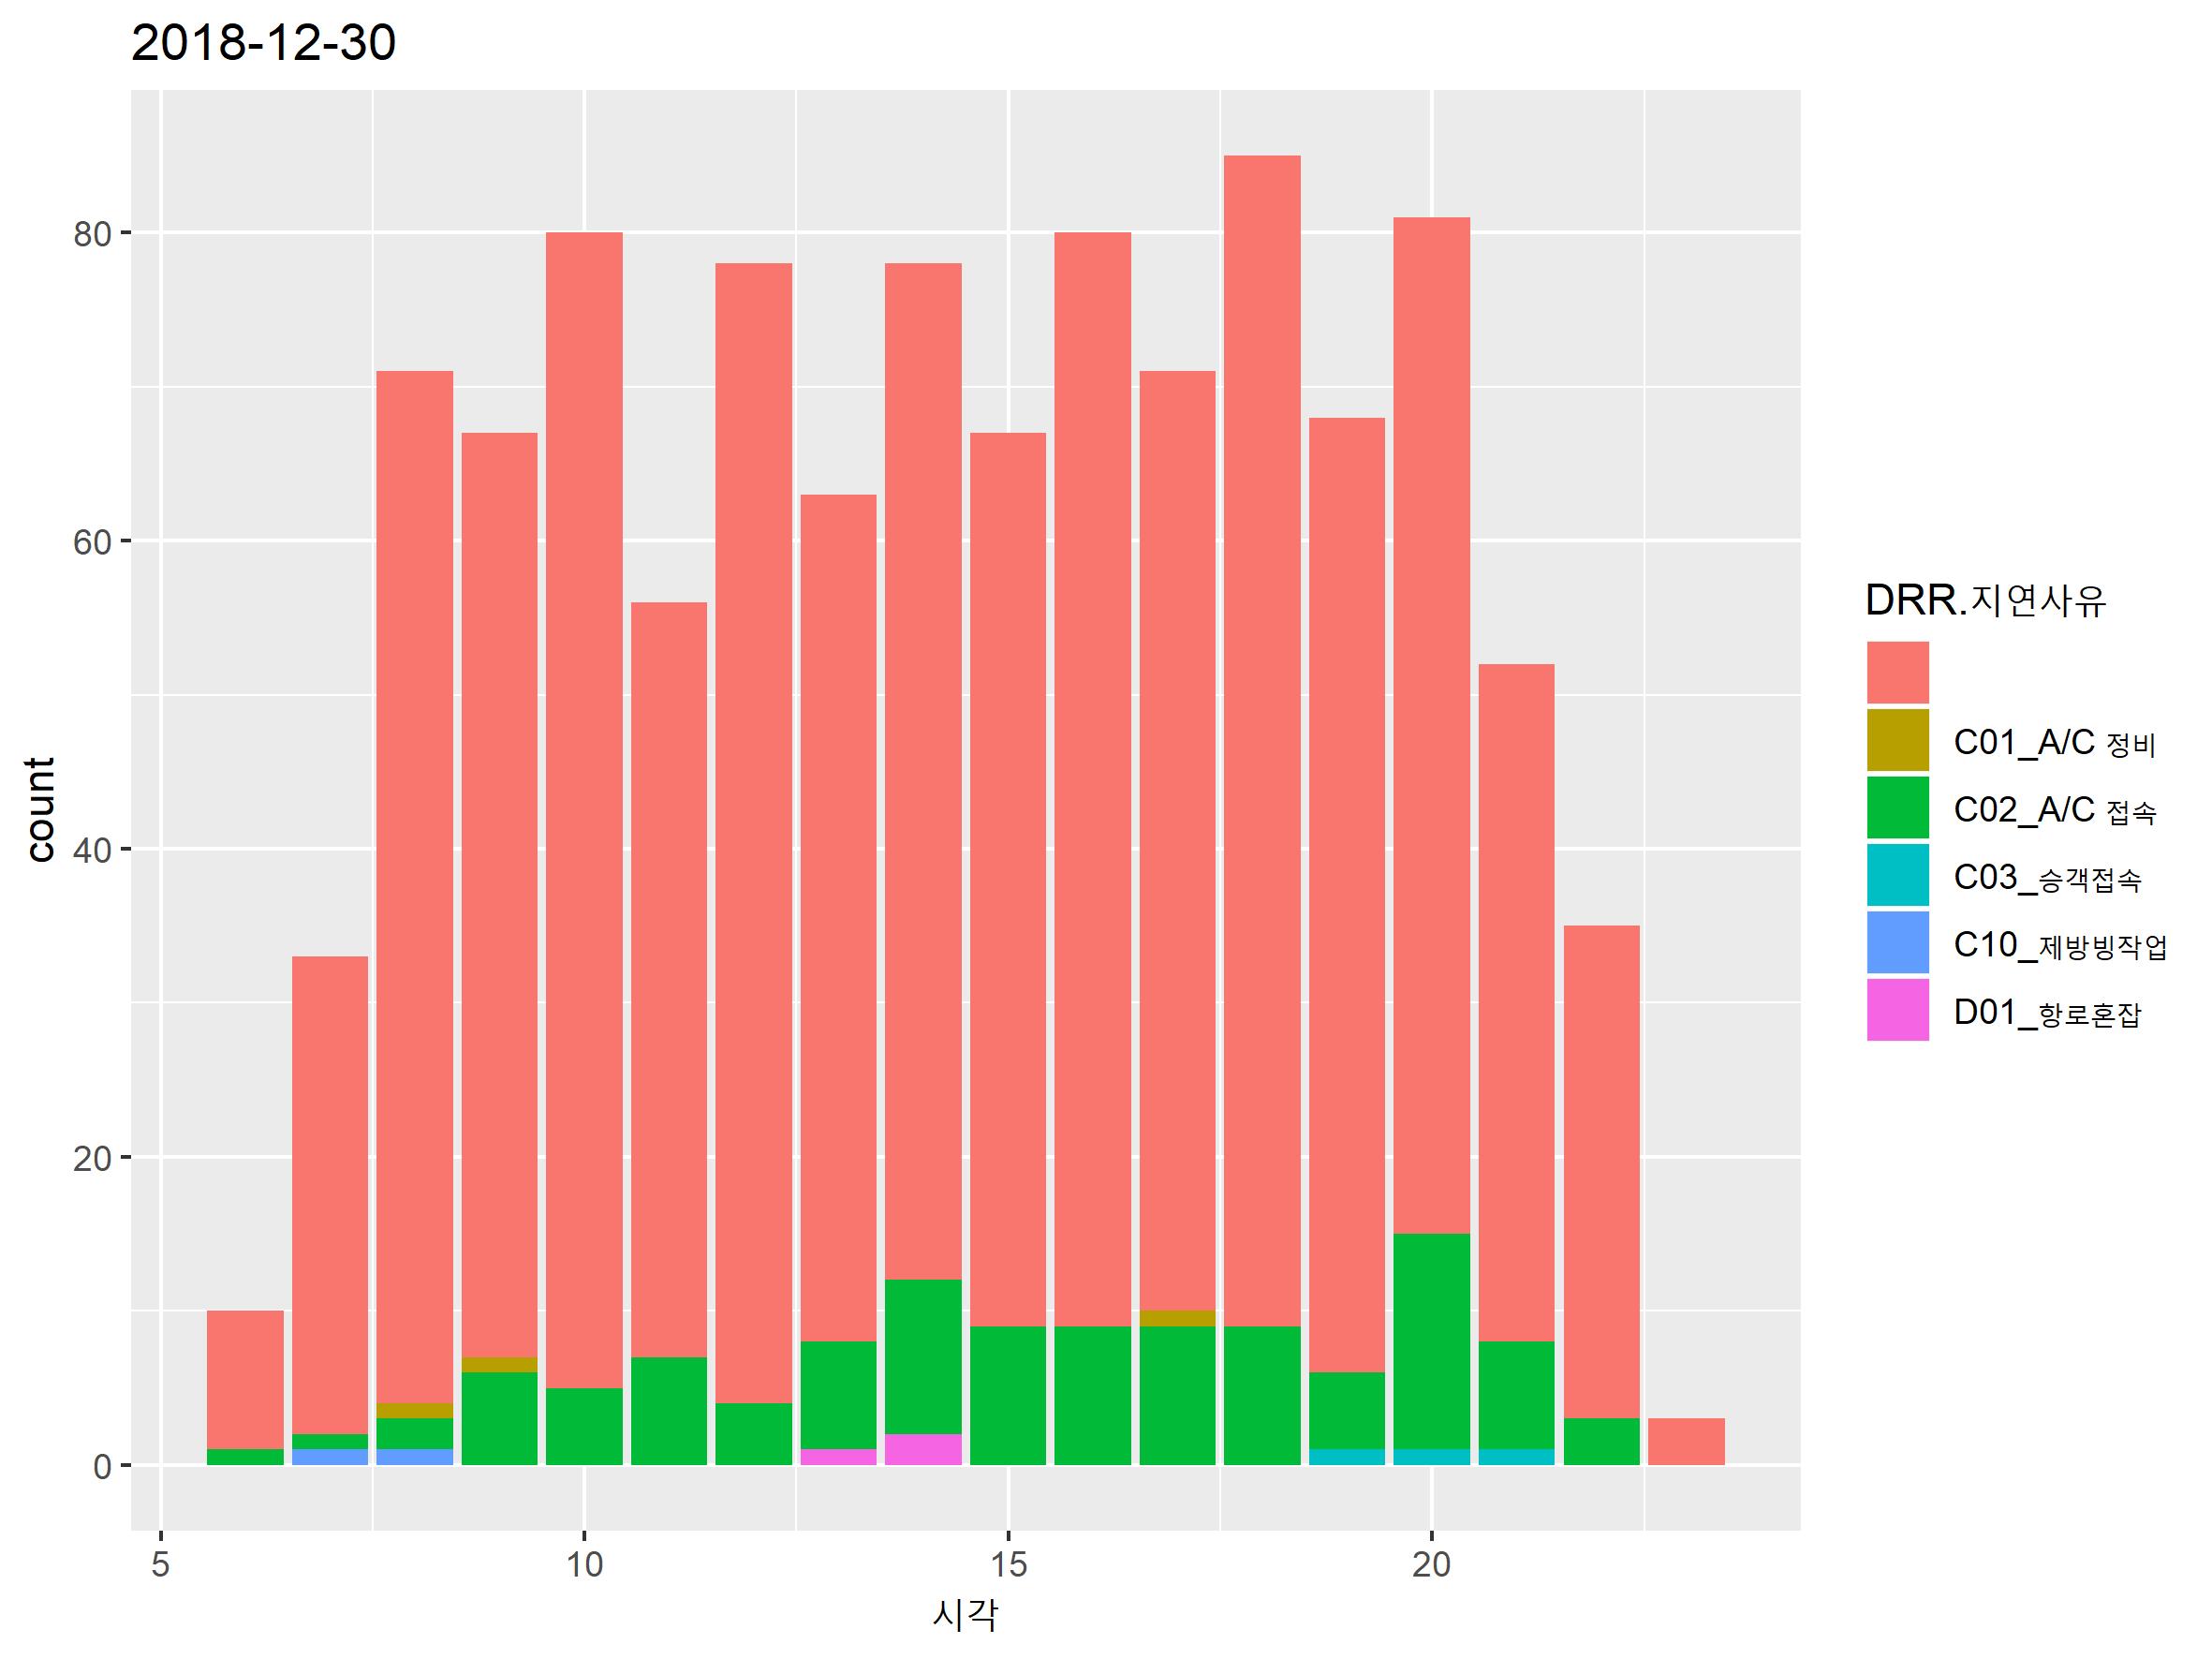 2018-12-30
80
60
40
20
0
count
5 10 15 20
시각
DRR.지연사유
C01_A/C 정비
C02_A/C 접속
C03_승객접속
C10_제방빙작업
D01_항로혼잡